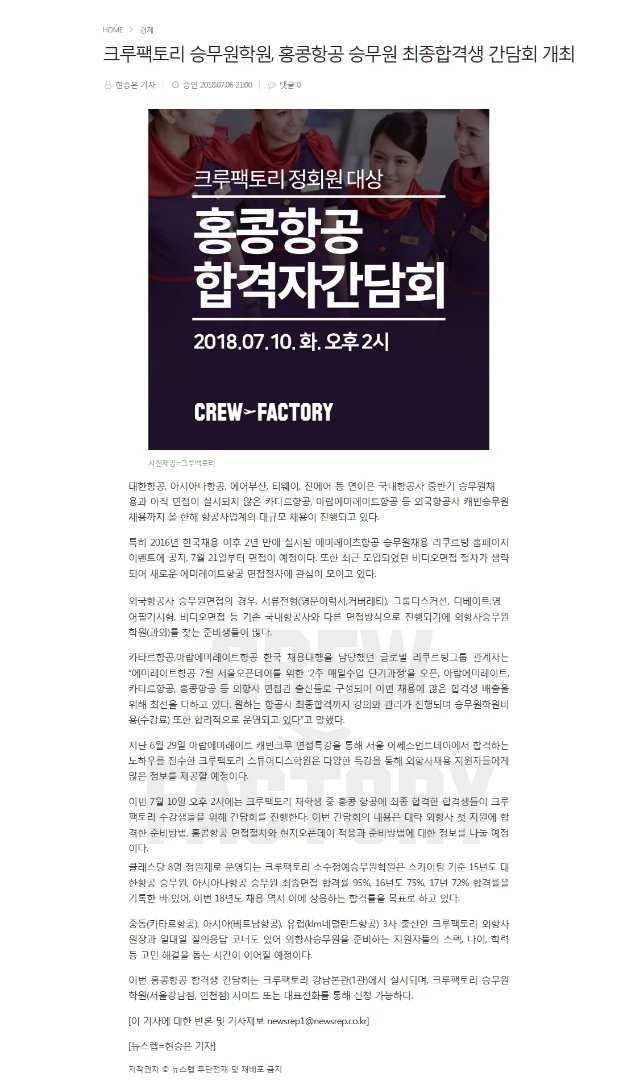 HOME > 경제
크루팩토리 승무원학원, 홍콩항공 승무원 최종합격생 간담회 개최
현승은 기자 승인 2018.07.06 21:00 댓글 0
크루팩토리 정회원 대상
홍콩항공
합격자간담회
2018.07.10. 화. 오후 2시
CREW FACTORY
사진제공=크루팩토리
대한항공, 아시아나항공, 에어부산, 티웨이, 진에어 등 연이은 국내항공사 중반기 승무원채
용과 아직 면접이 실시되지 않은 카타르항공, 아랍에미레이트항공 등 외국항공사 캐빈승무원
채용까지 올 한해 항공사업계의 대규모 채용이 진행되고 있다.
특히 2016년 한국채용 이후 2년 만에 실시된 에미레이츠항공 승무원채용 리쿠르팅 홈페이지
이벤트에 공지, 7월 21일부터 면접이 예정이다. 또한 최근 도입되었던 비디오면접 절차가 생략
되어 새로운 에미레이트항공 면접절차에 관심이 모이고 있다.
외국항공사 승무원면접의 경우, 서류전형(영문이력서,커버레터), 그룹디스커션, 디베이트,영
어필기시험, 비디오면접 등 기존 국내항공사와 다른 면접방식으로 진행되기에 외항사승무원
학원(과외)를 찾는 준비생들이 많다.
카타르항공,아랍에미레이트항공 한국 채용대행을 담당했던 글로벌 리쿠르팅그룹 관계자는
"에미레이트항공 7월 서울오픈데이를 위한 '2주 매일수업 단기과정'을 오픈, 아랍에미레이트,
카타르항공, 홍콩항공 등 외항사 면접관 출신들로 구성되어 이번 채용에 많은 합격생 배출을
위해 최선을 다하고 있다. 원하는 항공사 최종합격까지 강의와 관리가 진행되며 승무원학원비
용(수강료) 또한 합리적으로 운영되고 있다"고 말했다.
지난 6월 29일 아랍에미레이트 캐빈크루 면접특강을 통해 서울 어쎄스먼트데이에서 합격하는
노하우를 전수한 크루팩토리 스튜어디스학원은 다양한 특강을 통해 외항사채용 지원자들에게
많은 정보를 제공할 예정이다.
이번 7월 10일 오후 2시에는 크루팩토리 재학생 중 홍콩 항공에 최종 합격한 합격생들이 크루
팩토리 수강생들을 위해 간담회를 진행한다. 이번 간담회의 내용은 대략 외항사 첫 지원에 합
격한 준비방법, 홍콩항공 면접절차와 현지오픈데이 적응과 준비방법에 대한 정보를 나눌 예정
이다.
클래스당 8명 정원제로 운영되는 크루팩토리 소수정예승무원학원은 스카이팀 기준 15년도 대
한항공 승무원, 아시아나항공 승무원 최종면접 합격률 95%, 16년도 75%, 17년 72% 합격률을
기록한 바 있어, 이번 18년도 채용 역시 이에 상응하는 합격률을 목표로 하고 있다.
중동(카타르항공), 아시아(베트남항공), 유럽(klm네덜란드항공) 3사 출신인 크루팩토리 외항사
원장과 일대일 질의응답 코너도 있어 외항사승무원을 준비하는 지원자들의 스펙, 나이, 학력
등 고민 해결을 돕는 시간이 이어질 예정이다.
이번 홍콩항공 합격생 간담회는 크루팩토리 강남본관(1관)에서 실시되며, 크루팩토리 승무원
학원(서울강남점, 인천점) 사이트 또는 대표전화를 통해 신청 가능하다.
[이 기사에 대한 반론 및 기사제보 newsrep1@newsrep.co.kr]
[뉴스렙=현승은 기자]
저작권자 © 뉴스렙 무단전재 및 재배포 금지
CREW
FACTORY